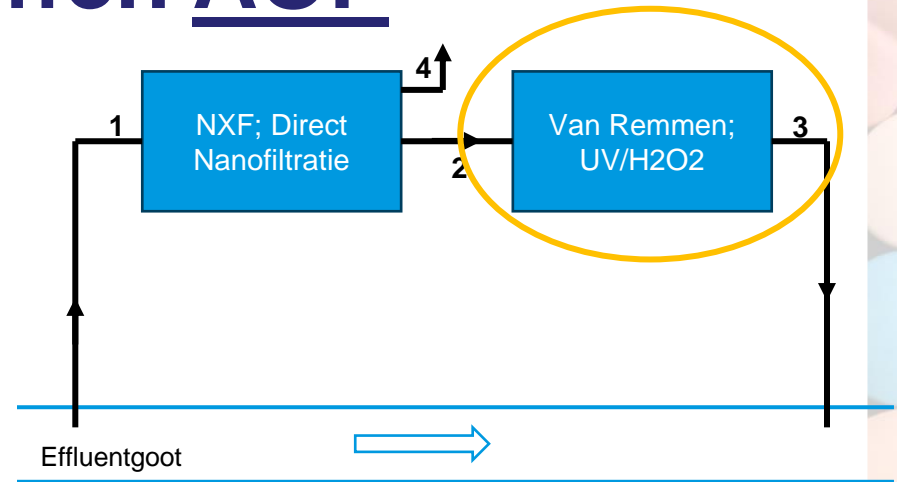 4
1
NXF; Direct
Nanofiltratie
2
Van Remmen;
UV/H2O2
3
Effluentgoot